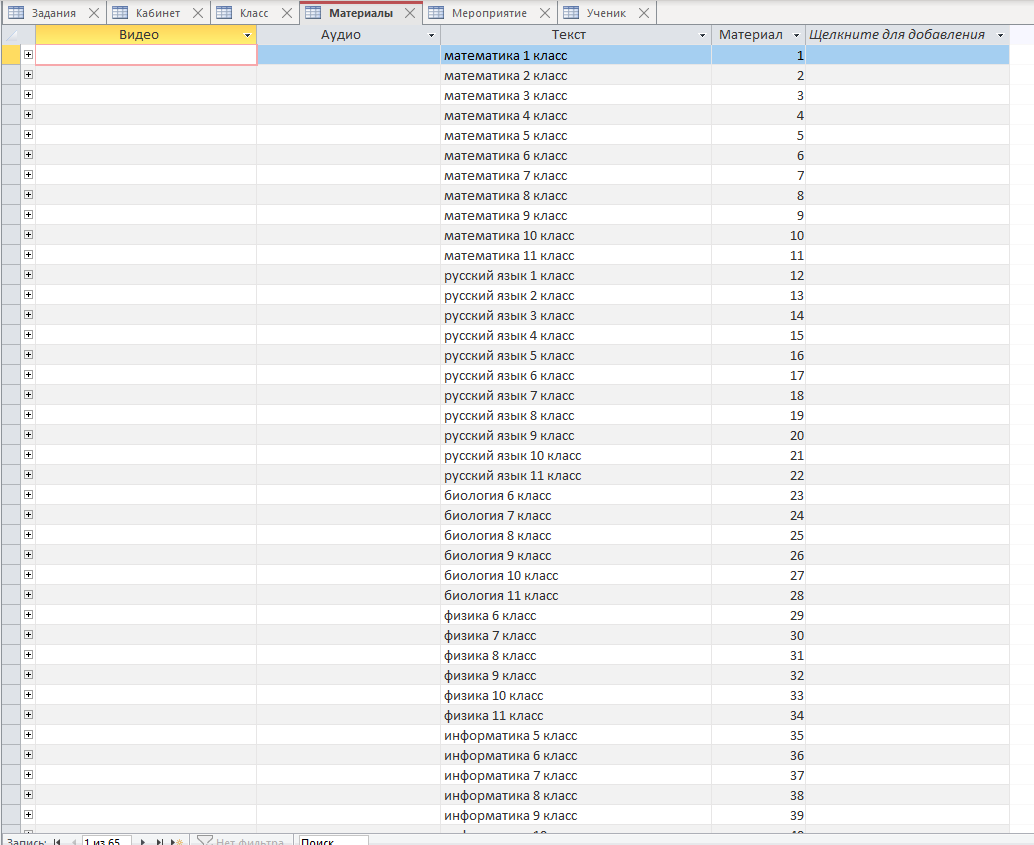 Задания Кабинет Класс Материалы Мероприятие Ученик
Видео Аудио Текст Материал Щелкните для добавления
математика 1 класс 1
математика 2 класс 2
математика 3 класс 3
математика 4 класс 4
математика 5 класс 5
математика 6 класс 6
математика 7 класс 7
математика 8 класс 8
математика 9 класс 9
математика 10 класс 10
математика 11 класс 11
русский язык 1 класс 12
русский язык 2 класс 13
русский язык 3 класс 14
русский язык 4 класс 15
русский язык 5 класс 16
русский язык 6 класс 17
русский язык 7 класс 18
русский язык 8 класс 19
русский язык 9 класс 20
русский язык 10 класс 21
русский язык 11 класс 22
биология 6 класс 23
биология 7 класс 24
биология 8 класс 25
биология 9 класс 26
биология 10 класс 27
биология 11 класс 28
физика 6 класс 29
физика 7 класс 30
физика 8 класс 31
физика 9 класс 32
физика 10 класс 33
физика 11 класс 34
информатика 5 класс 35
информатика 6 класс 36
информатика 7 класс 37
информатика 8 класс 38
информатика 9 класс 39
Запись: 1 из 65 Нет фильтра Поиск